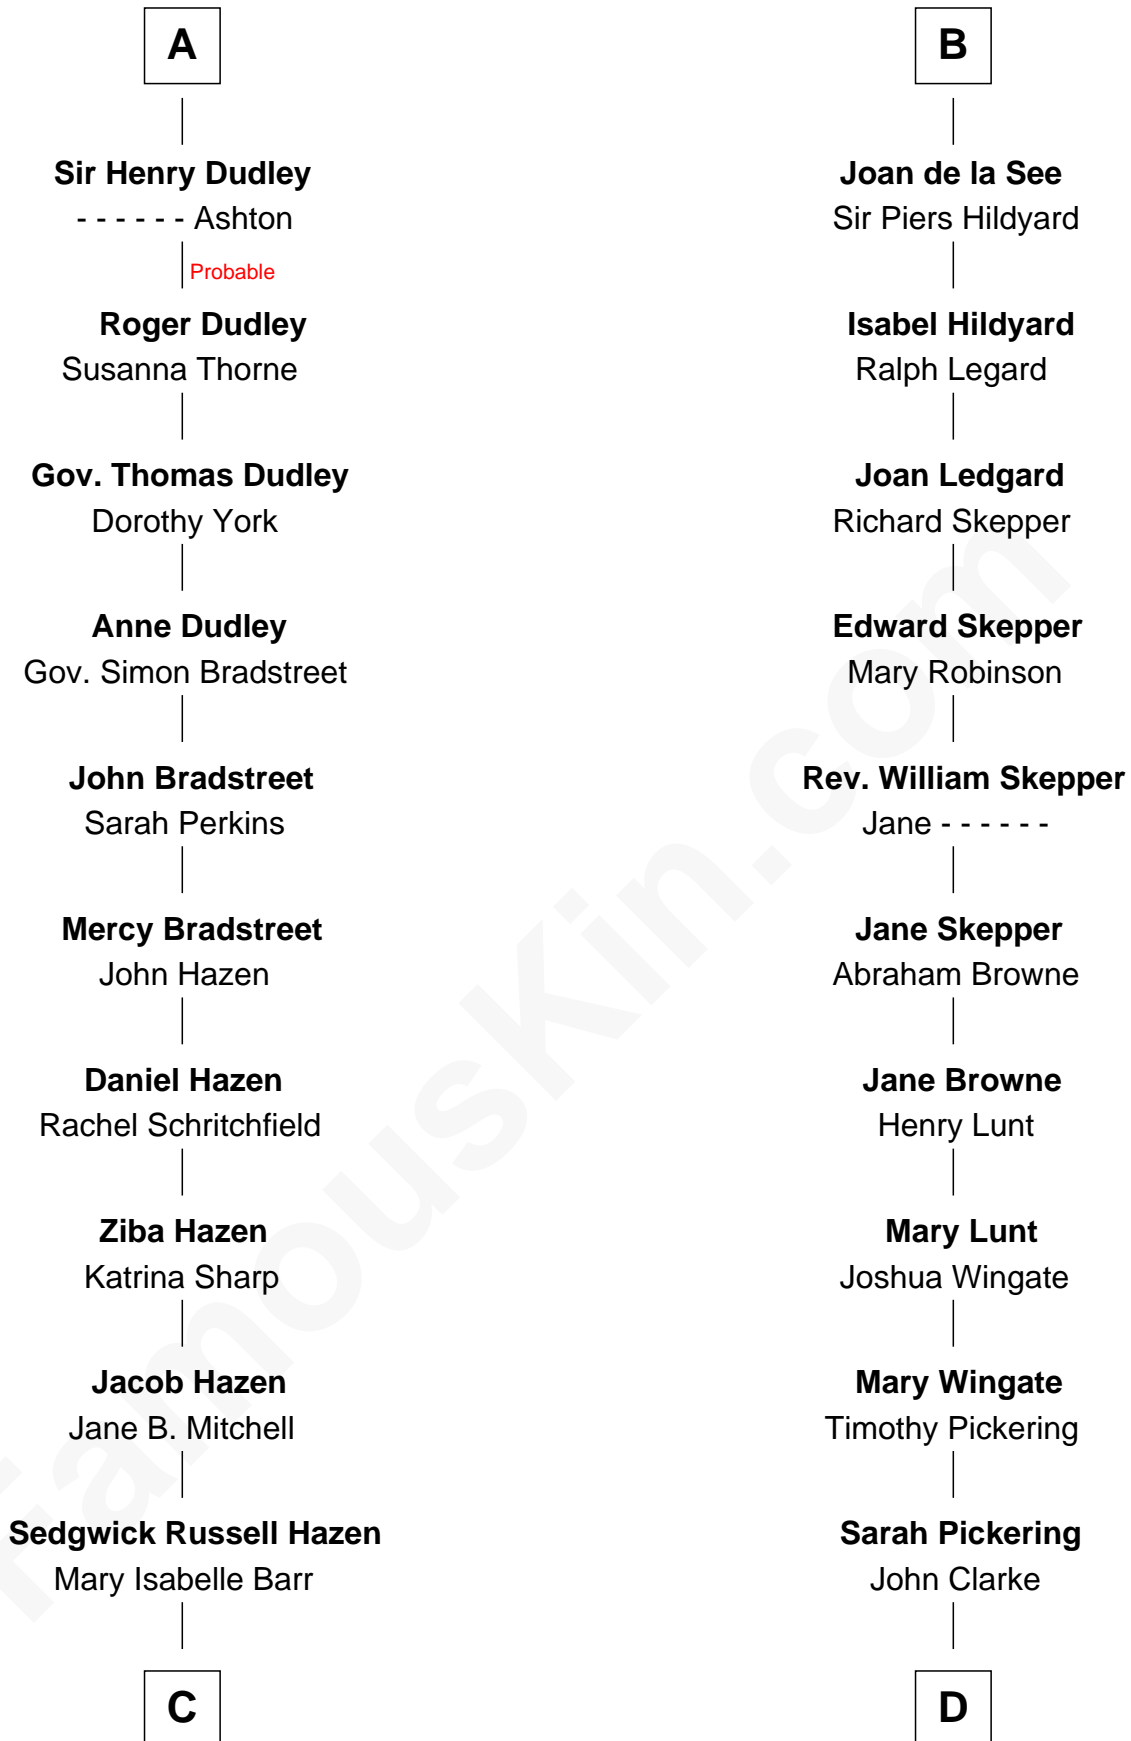 A
Sir Henry Dudley
- - - - - - Ashton
Probable
Roger Dudley
Susanna Thorne
Gov. Thomas Dudley
Dorothy York
Anne Dudley
Gov. Simon Bradstreet
John Bradstreet
Sarah Perkins
Mercy Bradstreet
John Hazen
Daniel Hazen
Rachel Schritchfield
Ziba Hazen
Katrina Sharp
Jacob Hazen
Jane B. Mitchell
Sedgwick Russell Hazen
Mary Isabelle Barr
C
B
Joan de la See
Sir Piers Hildyard
Isabel Hildyard
Ralph Legard
Joan Ledgard
Richard Skepper
Edward Skepper
Mary Robinson
Rev. William Skepper
Jane - - - - - -
Jane Skepper
Abraham Browne
Jane Browne
Henry Lunt
Mary Lunt
Joshua Wingate
Mary Wingate
Timothy Pickering
Sarah Pickering
John Clarke
D
FamousKin.com